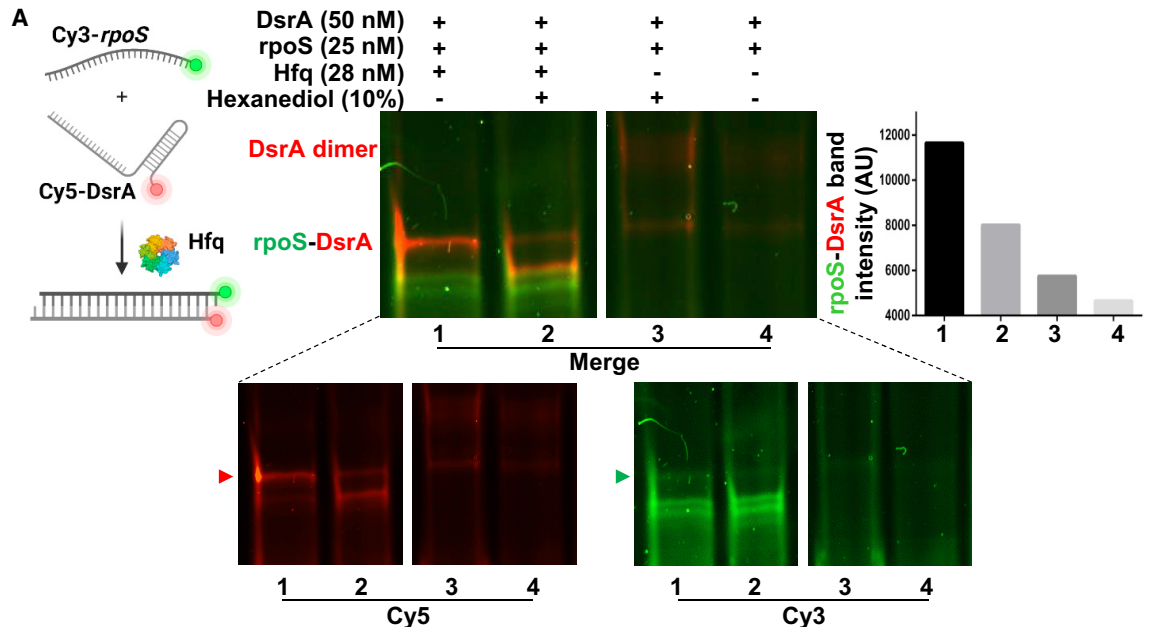 A
Cy3-rpoS
+
Cy5-DsrA
Hfq
DsrA (50 nM) + + + +
rpoS (25 nM) + + + +
Hfq (28 nM) + + - -
Hexanediol (10%) - + + -
DsrA dimer
rpoS-DsrA
1 2 3 4
Merge
rpoS-DsrA band
intensity (AU)
12000
10000
8000
6000
4000
1 2 3 4
1 2 3 4
Cy5
1 2 3 4
Cy3